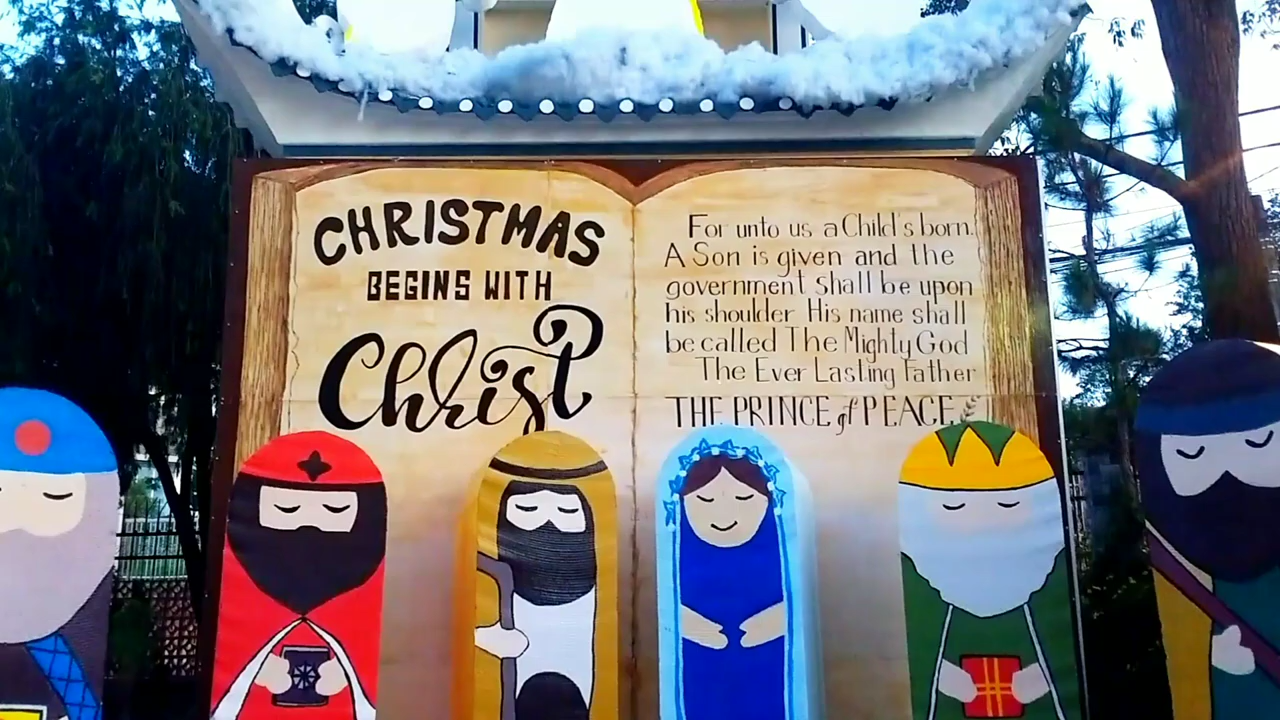 CHRISTMAS
BEGINS WITH
Christ
For unto us a Child's born.
A Son is given and the
government shall be upon
his shoulder His name shall
be called The Mighty God
The Ever Lasting Father
THE PRINCE of PEACE